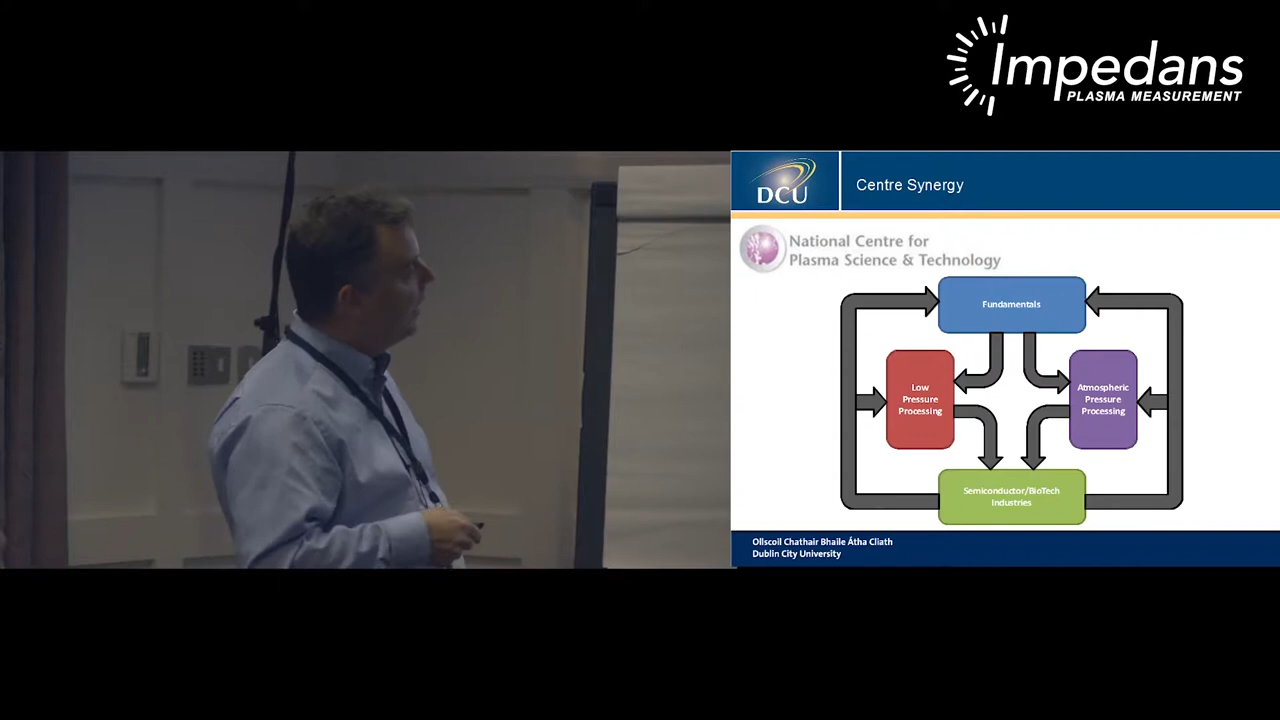 Impedans
PLASMA MEASUREMENT
DCU
Centre Synergy
National Centre for
Plasma Science & Technology
Fundamentals
Low
Pressure
Processing
Atmospheric
Pressure
Processing
Semiconductor/BioTech
Industries
Ollscoil Chathair Bhaile Átha Cliath
Dublin City University